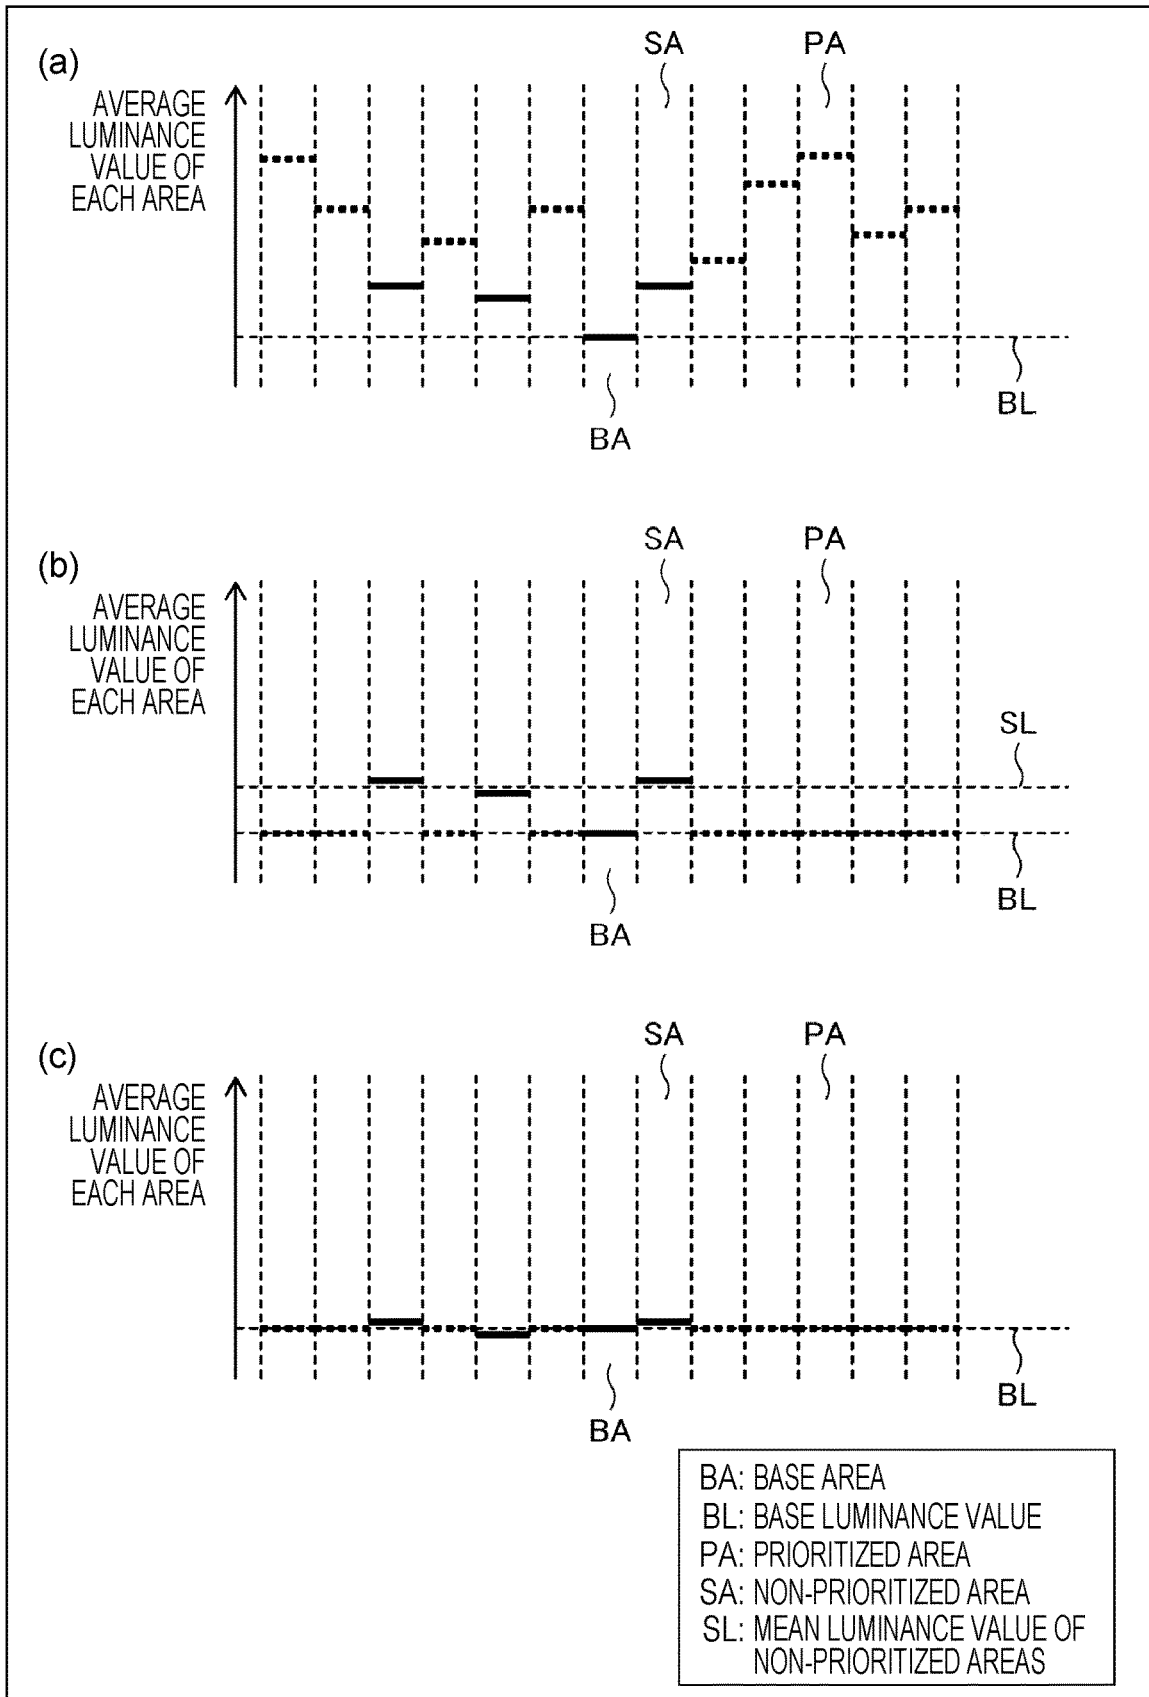 (a)
SA
PA
AVERAGE
LUMINANCE
VALUE OF
EACH AREA
BL
BA
(b)
SA
PA
AVERAGE
LUMINANCE
VALUE OF
EACH AREA
SL
BL
BA
(c)
SA
PA
AVERAGE
LUMINANCE
VALUE OF
EACH AREA
BL
BA
BA: BASE AREA
BL: BASE LUMINANCE VALUE
PA: PRIORITIZED AREA
SA: NON-PRIORITIZED AREA
SL: MEAN LUMINANCE VALUE OF
NON-PRIORITIZED AREAS